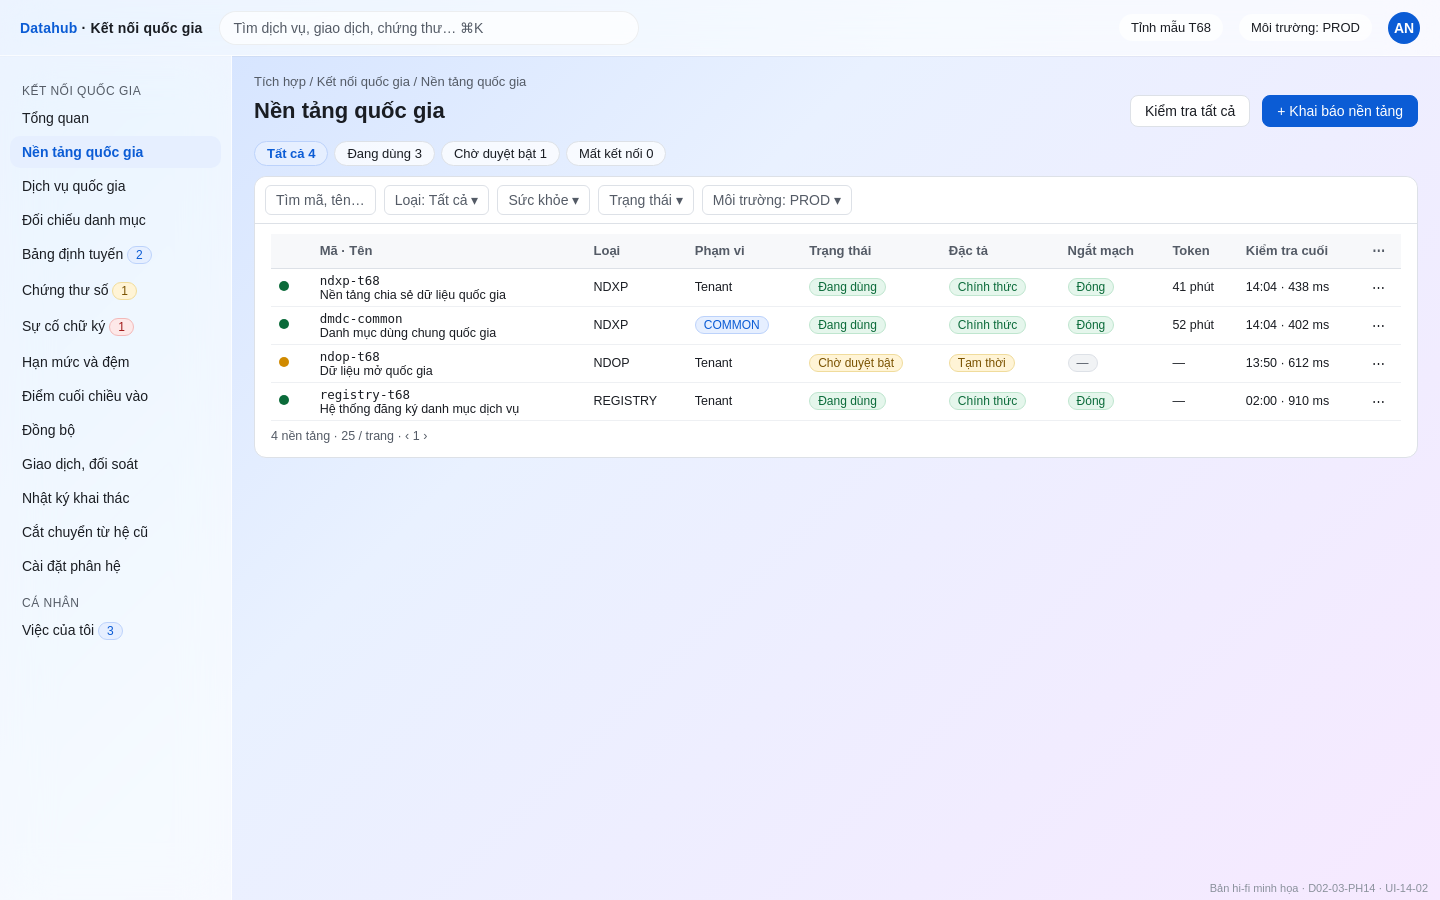 Datahub · Kết nối quốc gia
Tìm dịch vụ, giao dịch, chứng thư… ⌘K
Tỉnh mẫu T68
Môi trường: PROD
AN
KẾT NỐI QUỐC GIA
Tổng quan
Nền tảng quốc gia
Dịch vụ quốc gia
Đối chiếu danh mục
Bảng định tuyến 2
Chứng thư số 1
Sự cố chữ ký 1
Hạn mức và đệm
Điểm cuối chiều vào
Đồng bộ
Giao dịch, đối soát
Nhật ký khai thác
Cắt chuyển từ hệ cũ
Cài đặt phân hệ
CÁ NHÂN
Việc của tôi 3
Tích hợp / Kết nối quốc gia / Nền tảng quốc gia
Nền tảng quốc gia
Kiểm tra tất cả
+ Khai báo nền tảng
Tất cả 4
Đang dùng 3
Chờ duyệt bật 1
Mất kết nối 0
Tìm mã, tên…
Loại: Tất cả ▾
Sức khỏe ▾
Trạng thái ▾
Môi trường: PROD ▾
Mã · Tên Loại Phạm vi Trạng thái Đặc tả Ngắt mạch Token Kiểm tra cuối ⋯
ndxp-t68
Nền tảng chia sẻ dữ liệu quốc gia NDXP Tenant Đang dùng Chính thức Đóng 41 phút 14:04 · 438 ms ⋯
dmdc-common
Danh mục dùng chung quốc gia NDXP COMMON Đang dùng Chính thức Đóng 52 phút 14:04 · 402 ms ⋯
ndop-t68
Dữ liệu mở quốc gia NDOP Tenant Chờ duyệt bật Tạm thời — — 13:50 · 612 ms ⋯
registry-t68
Hệ thống đăng ký danh mục dịch vụ REGISTRY Tenant Đang dùng Chính thức Đóng — 02:00 · 910 ms ⋯
4 nền tảng · 25 / trang · ‹ 1 ›
Bản hi-fi minh họa · D02-03-PH14 · UI-14-02